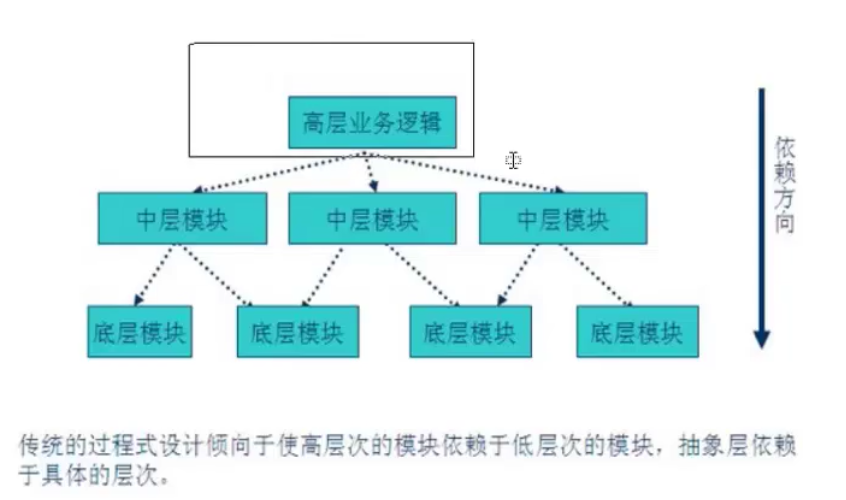 高层业务逻辑
依赖方向
中层模块
中层模块
中层模块
底层模块
底层模块
底层模块
底层模块
传统的过程式设计倾向于使高层次的模块依赖于低层次的模块，抽象层依赖
于具体的层次。